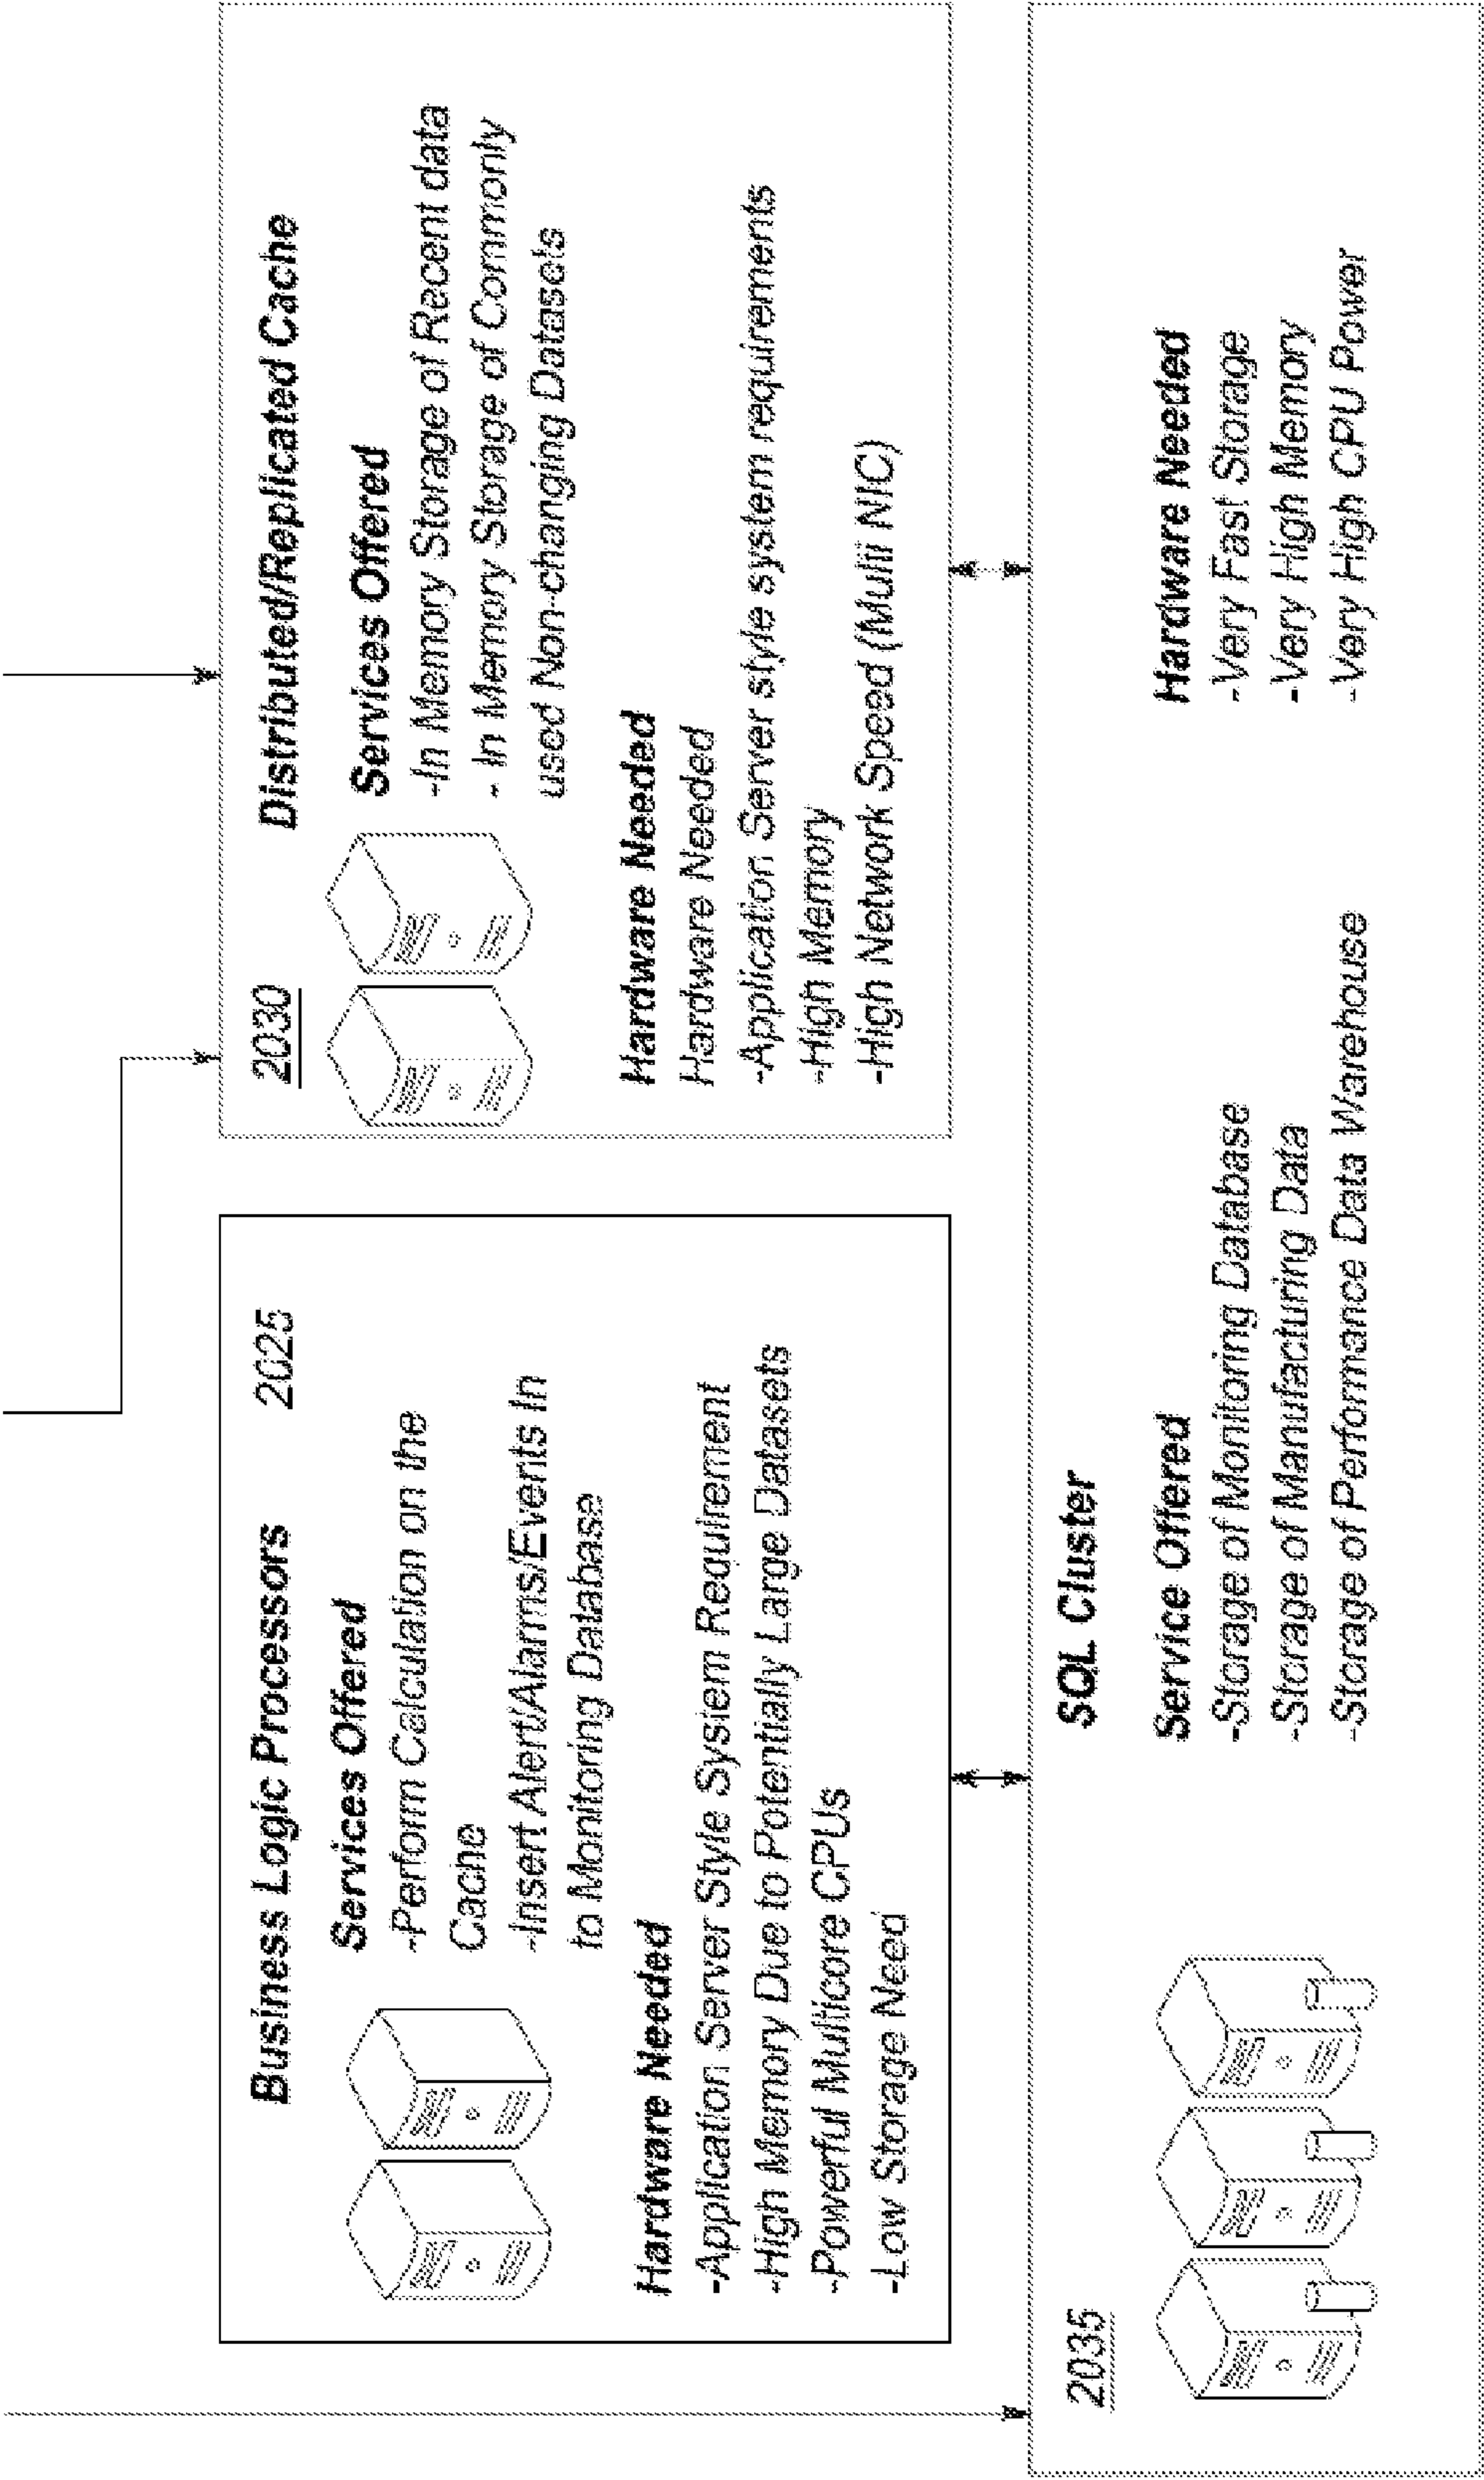 Business Logic Processors 2025
Services Offered
-Perform Calculation on the
Cache
-Insert Alert/Alarms/Events In
to Monitoring Database
Hardware Needed
-Application Server Style System Requirement
-High Memory Due to Potentially Large Datasets
-Powerful Multicore CPUs
-Low Storage Need
2030 Distributed/Replicated Cache
Services Offered
-In Memory Storage of Recent data
- In Memory Storage of Commonly
used Non-changing Datasets
Hardware Needed
Hardware Needed
-Application Server style system requirements
-High Memory
-High Network Speed (Multi NIC)
2035 SQL Cluster
Service Offered
-Storage of Monitoring Database
-Storage of Manufacturing Data
-Storage of Performance Data Warehouse
Hardware Needed
-Very Fast Storage
-Very High Memory
-Very High CPU Power